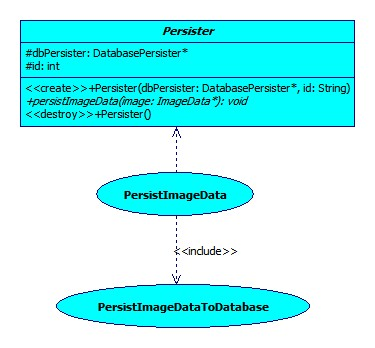 Persister
#dbPersister: DatabasePersister*
#id: int
<<create>>+Persister(dbPersister: DatabasePersister*, id: String)
+persistImageData(image: ImageData*): void
<<destroy>>+Persister()
PersistImageData
<<include>>
PersistImageDataToDatabase